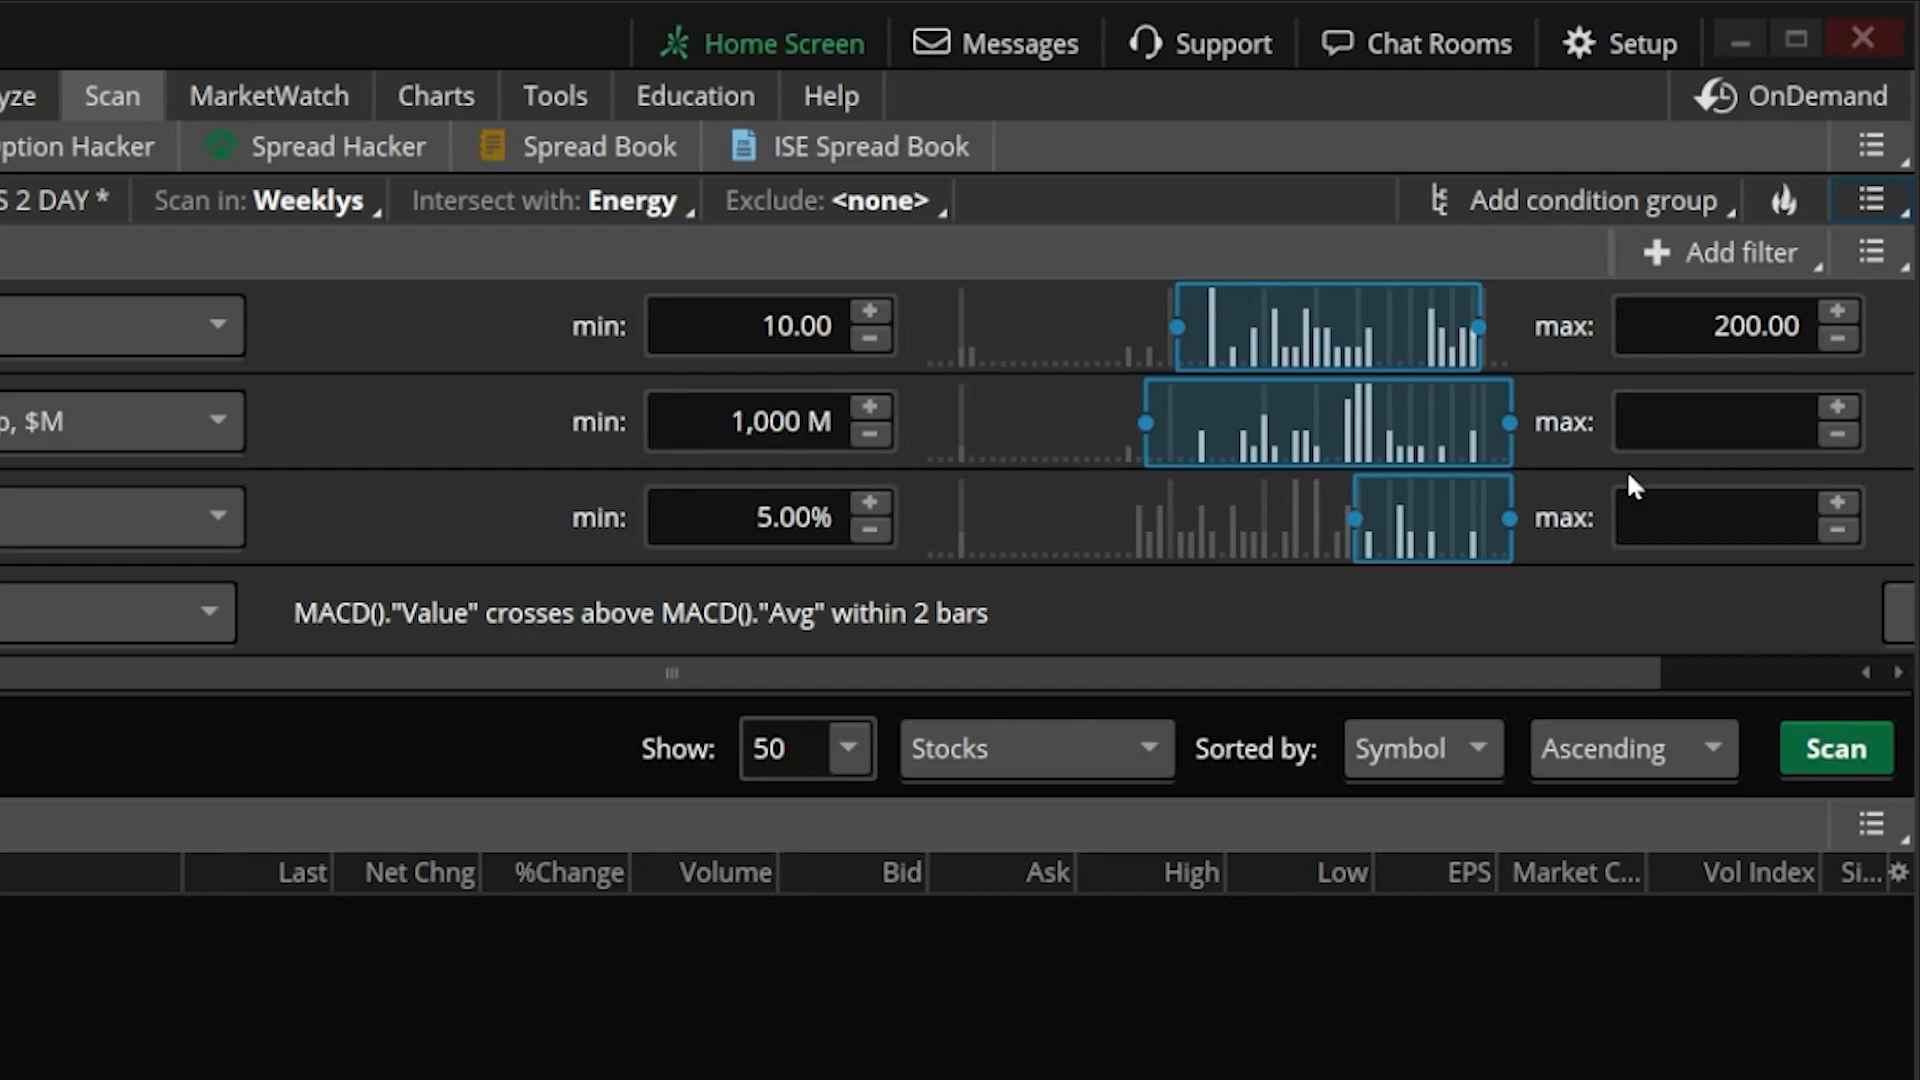 Home Screen Messages Support Chat Rooms Setup
yze Scan MarketWatch Charts Tools Education Help OnDemand
ption Hacker Spread Hacker Spread Book ISE Spread Book
S 2 DAY * Scan in: Weeklys Intersect with: Energy Exclude: <none> Add condition group
Add filter
min: 10.00 max: 200.00
p, $M min: 1,000 M max:
min: 5.00% max:
MACD()."Value" crosses above MACD()."Avg" within 2 bars
Show: 50 Stocks Sorted by: Symbol Ascending Scan
Last Net Chng %Change Volume Bid Ask High Low EPS Market C... Vol Index Si...